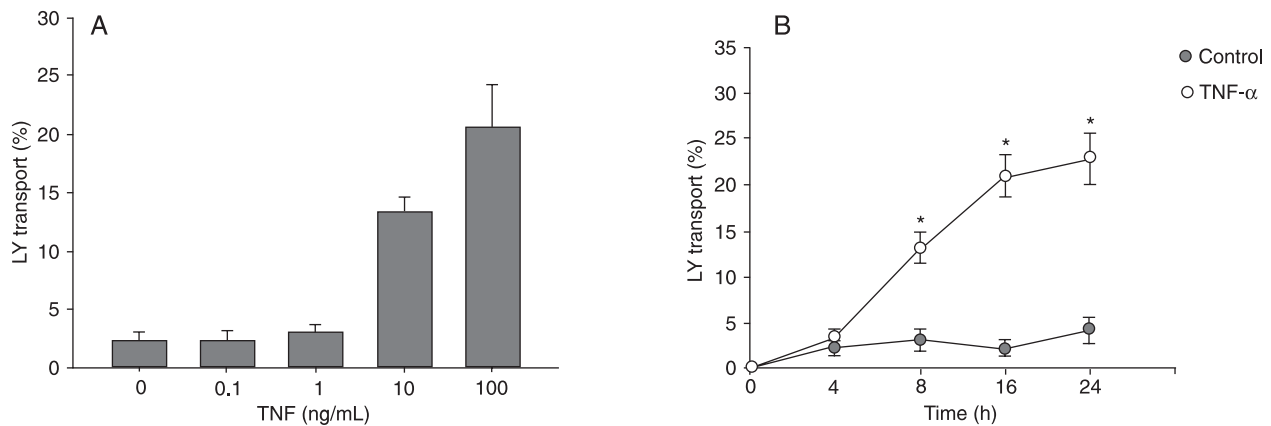 A
30
25
20
15
10
5
0
LY transport (%)
0 0.1 1 10 100
TNF (ng/mL)
B
35
30
25
20
15
10
5
0
LY transport (%)
* * *
0 4 8 16 24
Time (h)
Control
TNF-α